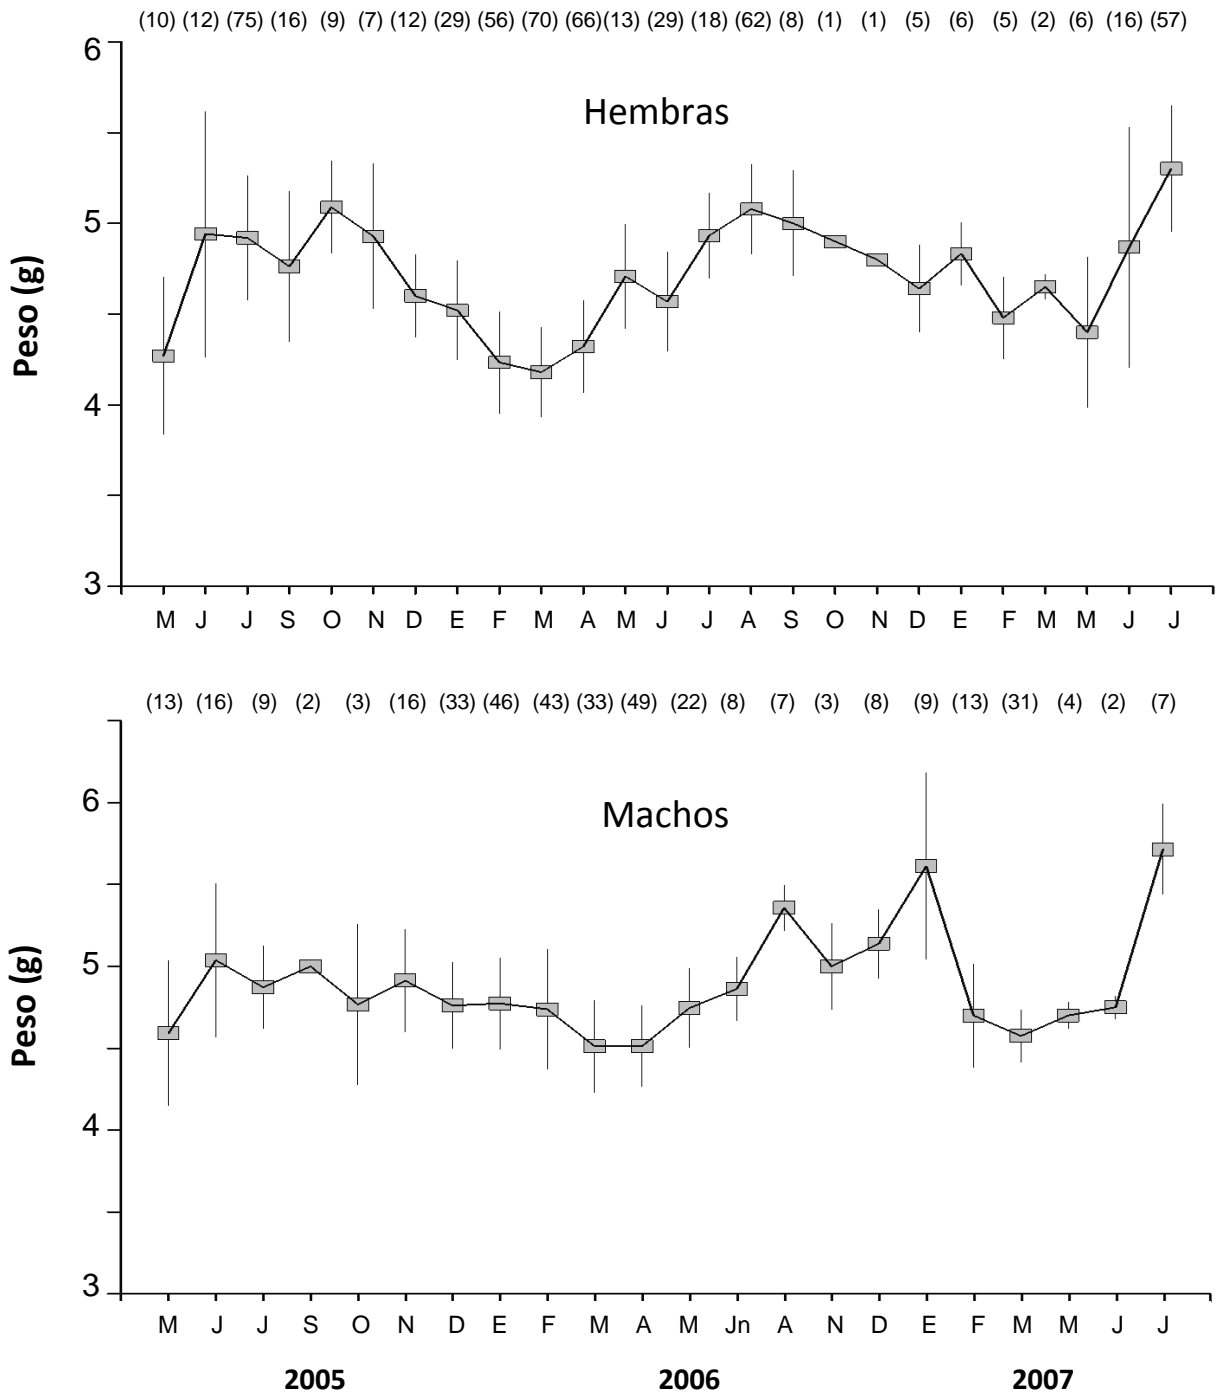 (10) (12) (75) (16) (9) (7) (12) (29) (56) (70) (66) (13) (29) (18) (62) (8) (1) (1) (5) (6) (5) (2) (6) (16) (57)
6
Hembras
5
Peso (g)
4
3
M J J S O N D E F M A M J J A S O N D E F M M J J
(13) (16) (9) (2) (3) (16) (33) (46) (43) (33) (49) (22) (8) (7) (3) (8) (9) (13) (31) (4) (2) (7)
6
Machos
5
Peso (g)
4
3
M J J S O N D E F M A M Jn A N D E F M M J J
2005 2006 2007